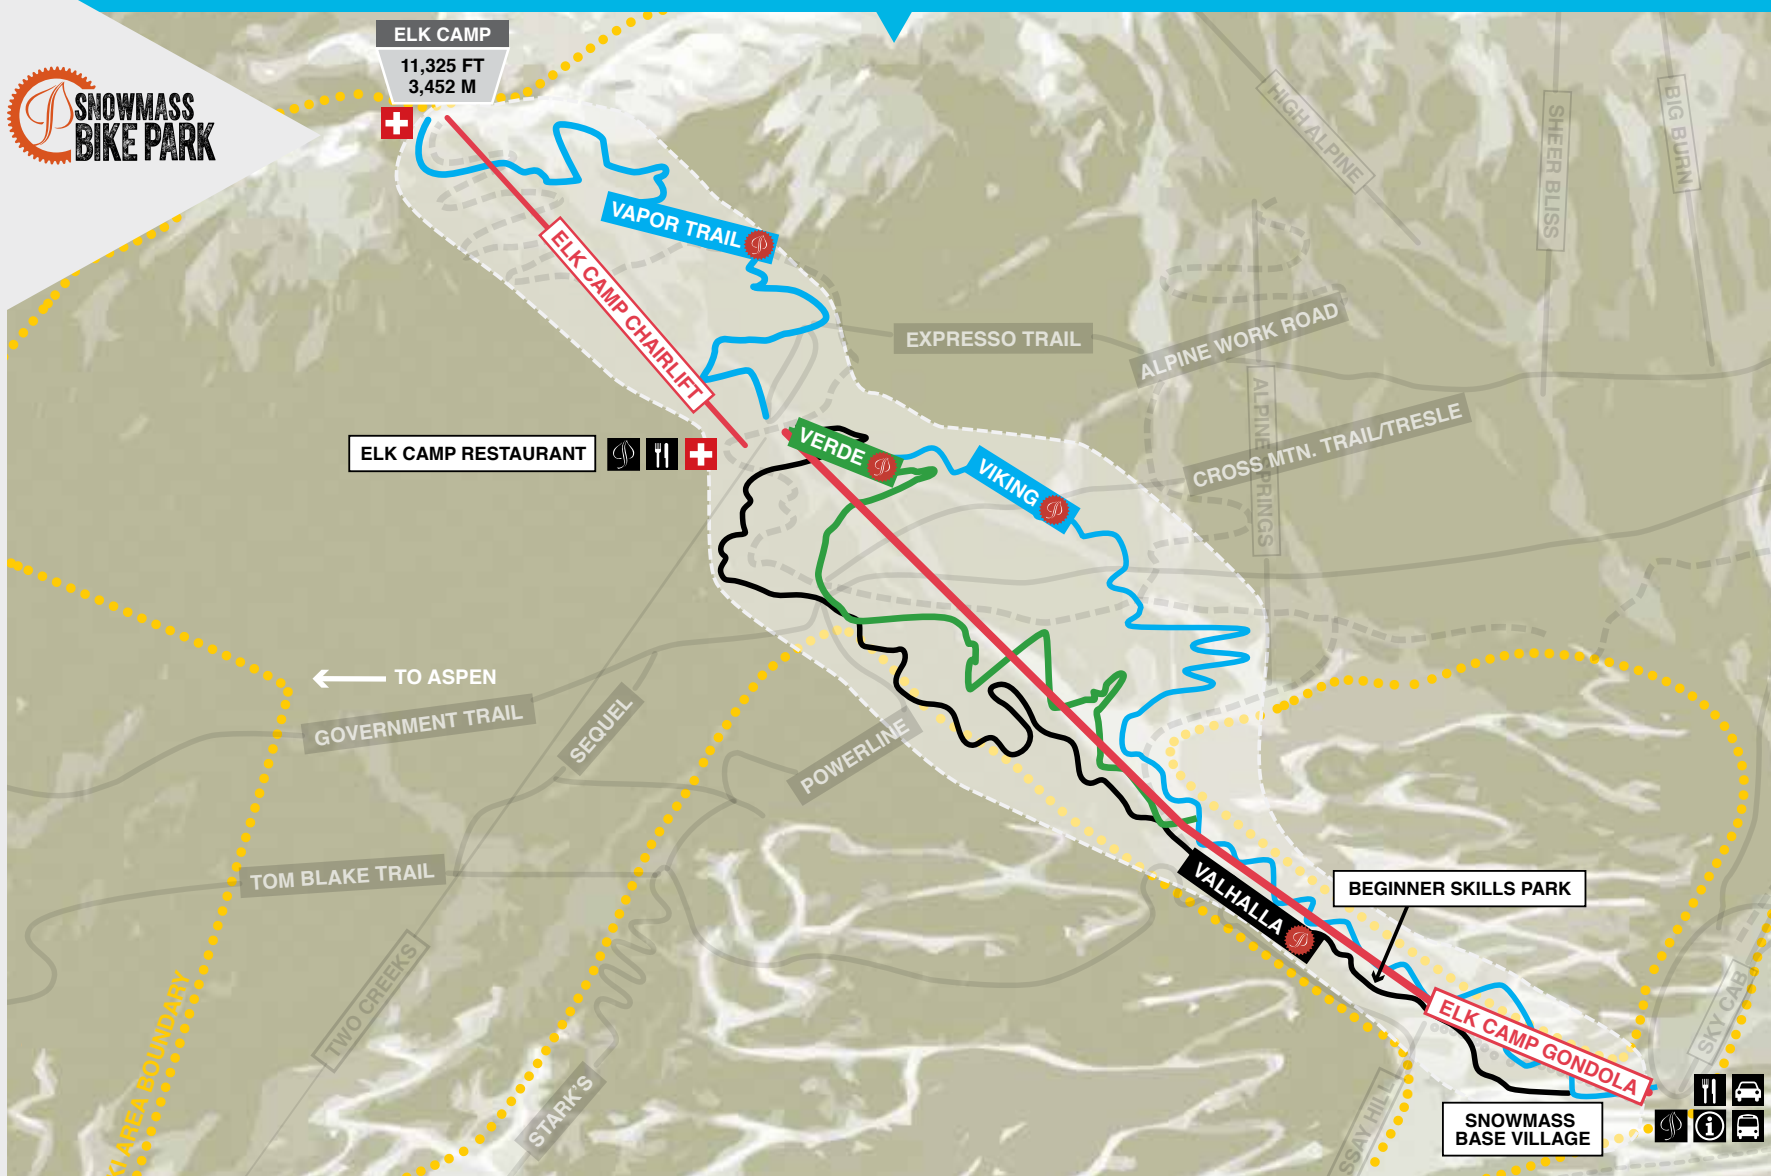 ELK CAMP
11,325 FT
3,452 M
SNOWMASS
BIKE PARK
HIGH ALPINE
SHEER BLISS
BIG BURN
VAPOR TRAIL
ELK CAMP CHAIRLIFT
EXPRESSO TRAIL
ALPINE WORK ROAD
ALPINE SPRINGS
CROSS MTN. TRAIL/TRESLE
ELK CAMP RESTAURANT
VERDE
VIKING
TO ASPEN
GOVERNMENT TRAIL
SEQUEL
POWERLINE
TOM BLAKE TRAIL
VALHALLA
BEGINNER SKILLS PARK
TWO CREEKS
SKI AREA BOUNDARY
STARK'S
ELK CAMP GONDOLA
SKY CAB
SNOWMASS
BASE VILLAGE